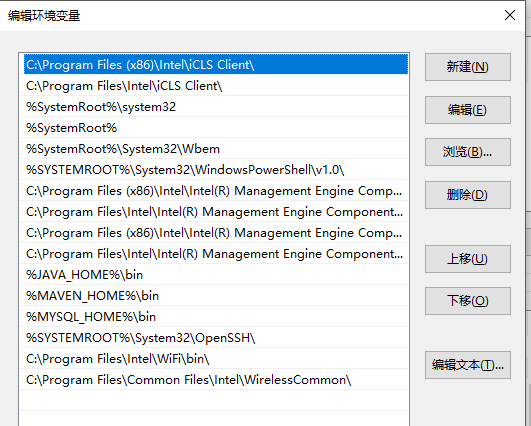 编辑环境变量
C:\Program Files (x86)\Intel\iCLS Client\
C:\Program Files\Intel\iCLS Client\
%SystemRoot%\system32
%SystemRoot%
%SystemRoot%\System32\Wbem
%SYSTEMROOT%\System32\WindowsPowerShell\v1.0\
C:\Program Files (x86)\Intel\Intel(R) Management Engine Comp...
C:\Program Files\Intel\Intel(R) Management Engine Component...
C:\Program Files (x86)\Intel\Intel(R) Management Engine Comp...
C:\Program Files\Intel\Intel(R) Management Engine Component...
%JAVA_HOME%\bin
%MAVEN_HOME%\bin
%MYSQL_HOME%\bin
%SYSTEMROOT%\System32\OpenSSH\
C:\Program Files\Intel\WiFi\bin\
C:\Program Files\Common Files\Intel\WirelessCommon\
新建(N)
编辑(E)
浏览(B)...
删除(D)
上移(U)
下移(O)
编辑文本(T)...